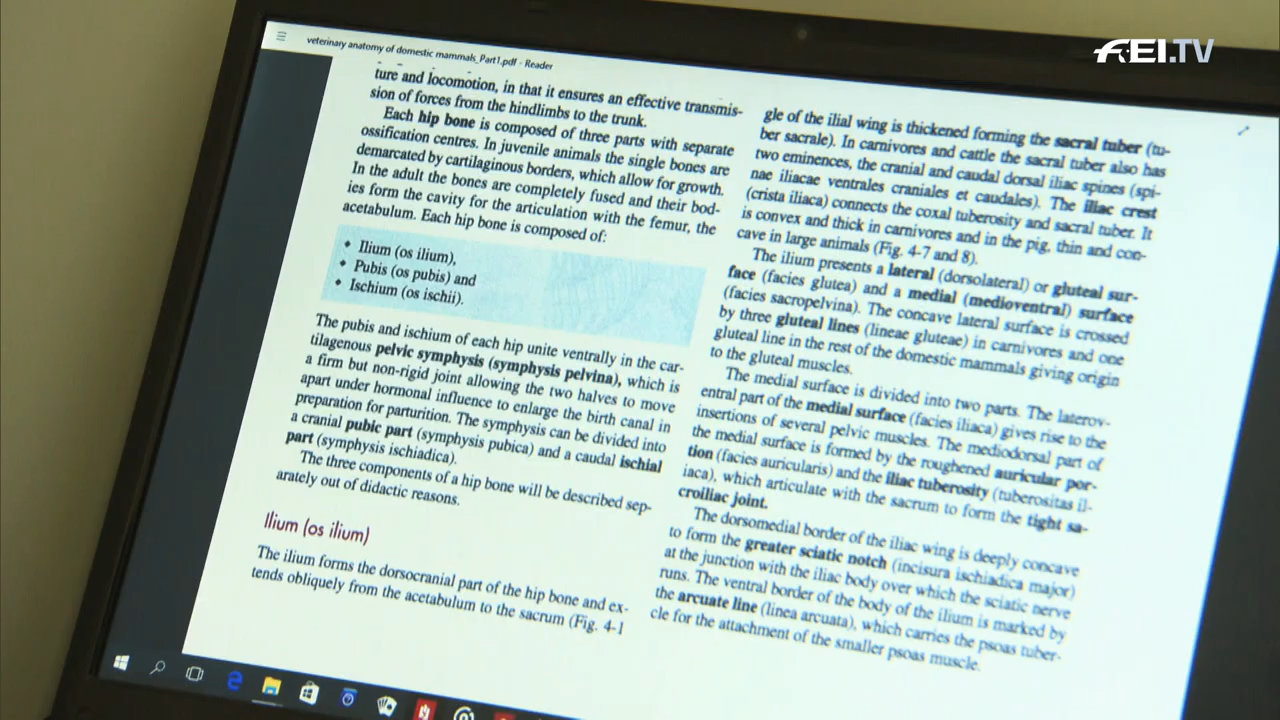 FEI.TV
veterinary anatomy of domestic mammals_Part1.pdf - Reader
ture and locomotion, in that it ensures an effective transmis-
sion of forces from the hindlimbs to the trunk.
Each hip bone is composed of three parts with separate
ossification centres. In juvenile animals the single bones are
demarcated by cartilaginous borders, which allow for growth.
In the adult the bones are completely fused and their bod-
ies form the cavity for the articulation with the femur, the
acetabulum. Each hip bone is composed of:
• Ilium (os ilium),
• Pubis (os pubis) and
• Ischium (os ischii).
The pubis and ischium of each hip unite ventrally in the car-
tilagenous pelvic symphysis (symphysis pelvina), which is
a firm but non-rigid joint allowing the two halves to move
apart under hormonal influence to enlarge the birth canal in
preparation for parturition. The symphysis can be divided into
a cranial pubic part (symphysis pubica) and a caudal ischial
part (symphysis ischiadica).
The three components of a hip bone will be described sep-
arately out of didactic reasons.
Ilium (os ilium)
The ilium forms the dorsocranial part of the hip bone and ex-
tends obliquely from the acetabulum to the sacrum (Fig. 4-1
gle of the ilial wing is thickened forming the sacral tuber (tu-
ber sacrale). In carnivores and cattle the sacral tuber also has
two eminences, the cranial and caudal dorsal iliac spines (spi-
nae iliacae ventrales craniales et caudales). The iliac crest
(crista iliaca) connects the coxal tuberosity and sacral tuber. It
is convex and thick in carnivores and in the pig, thin and con-
cave in large animals (Fig. 4-7 and 8).
The ilium presents a lateral (dorsolateral) or gluteal sur-
face (facies glutea) and a medial (medioventral) surface
(facies sacropelvina). The concave lateral surface is crossed
by three gluteal lines (lineae gluteae) in carnivores and one
gluteal line in the rest of the domestic mammals giving origin
to the gluteal muscles.
The medial surface is divided into two parts. The laterov-
entral part of the medial surface (facies iliaca) gives rise to the
insertions of several pelvic muscles. The mediodorsal part of
the medial surface is formed by the roughened auricular por-
tion (facies auricularis) and the iliac tuberosity (tuberositas il-
iaca), which articulate with the sacrum to form the tight sa-
croiliac joint.
The dorsomedial border of the iliac wing is deeply concave
to form the greater sciatic notch (incisura ischiadica major)
at the junction with the iliac body over which the sciatic nerve
runs. The ventral border of the body of the ilium is marked by
the arcuate line (linea arcuata), which carries the psoas tuber-
cle for the attachment of the smaller psoas muscle.